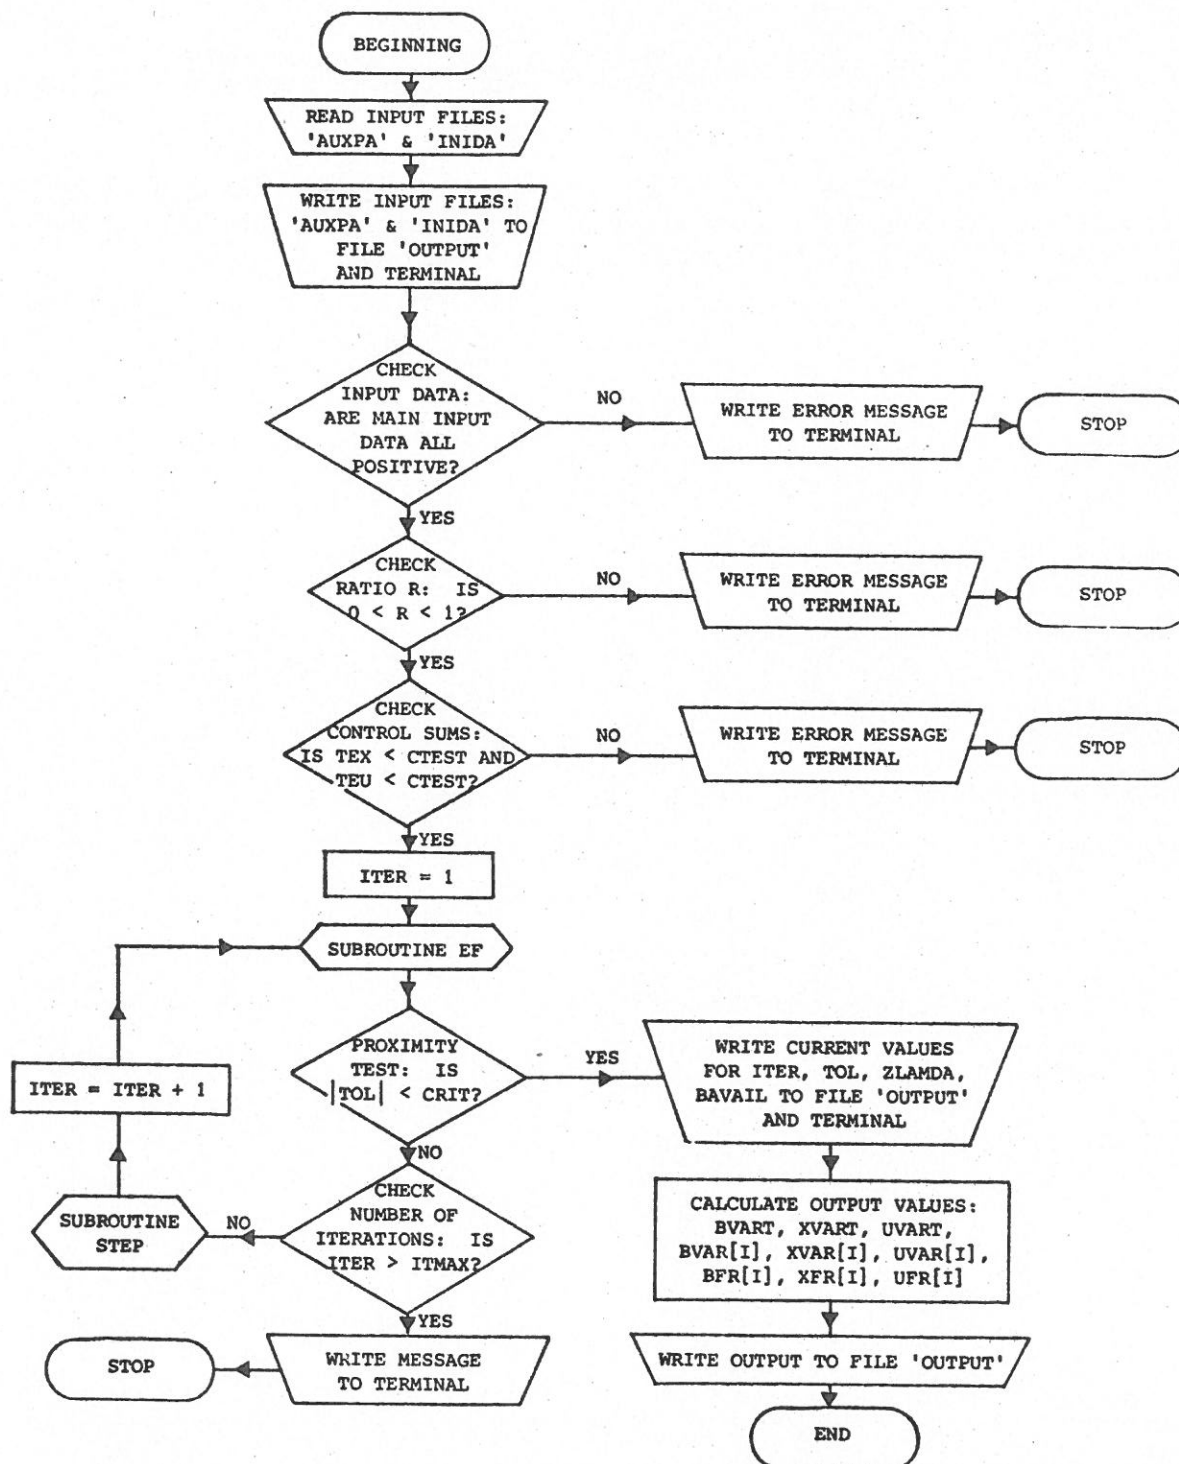 BEGINNING
READ INPUT FILES:
'AUXPA' & 'INIDA'
WRITE INPUT FILES:
'AUXPA' & 'INIDA' TO
FILE 'OUTPUT'
AND TERMINAL
CHECK
INPUT DATA:
ARE MAIN INPUT
DATA ALL
POSITIVE?
NO
WRITE ERROR MESSAGE
TO TERMINAL
STOP
YES
CHECK
RATIO R: IS
0 < R < 1?
NO
WRITE ERROR MESSAGE
TO TERMINAL
STOP
YES
CHECK
CONTROL SUMS:
IS TEX < CTEST AND
TEU < CTEST?
NO
WRITE ERROR MESSAGE
TO TERMINAL
STOP
YES
ITER = 1
SUBROUTINE EF
PROXIMITY
TEST: IS
|TOL| < CRIT?
YES
WRITE CURRENT VALUES
FOR ITER, TOL, ZLAMDA,
BAVAIL TO FILE 'OUTPUT'
AND TERMINAL
ITER = ITER + 1
NO
CHECK
NUMBER OF
ITERATIONS: IS
ITER > ITMAX?
NO
SUBROUTINE
STEP
CALCULATE OUTPUT VALUES:
BVART, XVART, UVART,
BVAR[I], XVAR[I], UVAR[I],
BFR[I], XFR[I], UFR[I]
YES
WRITE MESSAGE
TO TERMINAL
STOP
WRITE OUTPUT TO FILE 'OUTPUT'
END